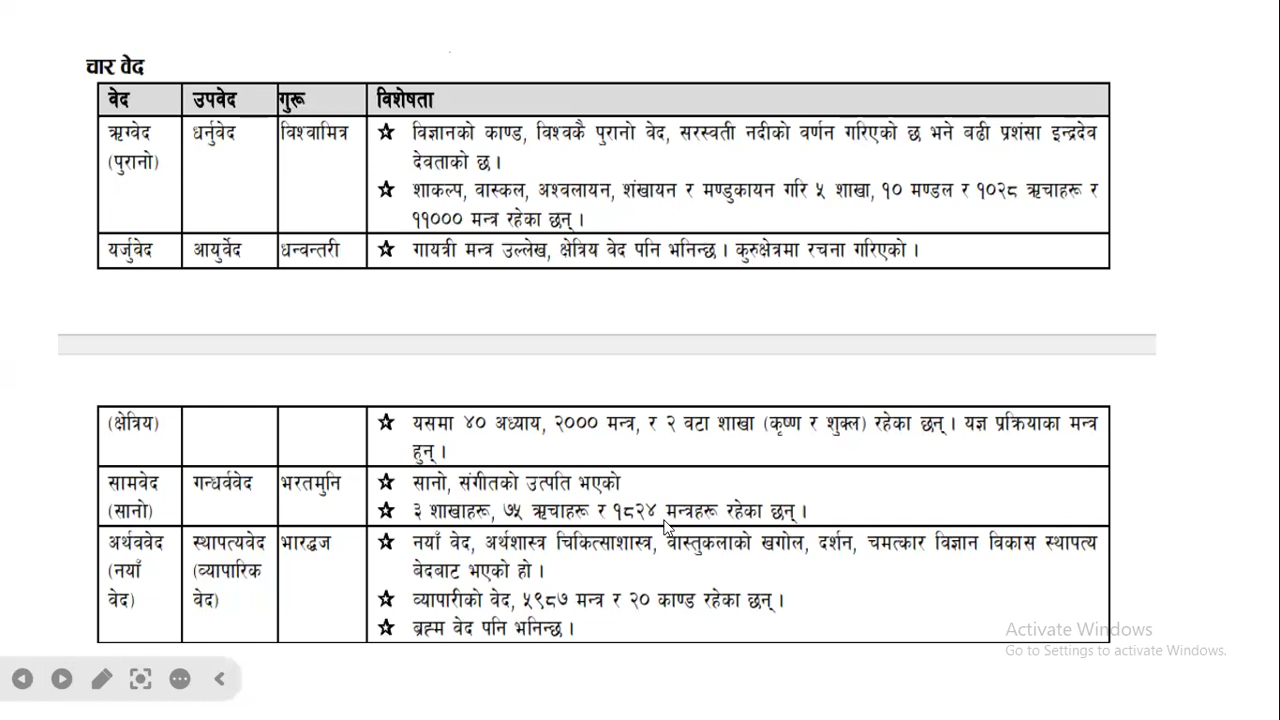 चार वेद
वेद उपवेद गुरू विशेषता
ऋग्वेद धर्नुवेद विश्वामित्र ☆ विज्ञानको काण्ड, विश्वकै पुरानो वेद, सरस्वती नदीको वर्णन गरिएको छ भने बढी प्रशंसा इन्द्रदेव
(पुरानो) देवताको छ ।
☆ शाकल्प, वास्कल, अश्वलायन, शंखायन र मण्डुकायन गरि ५ शाखा, १० मण्डल र १०२८ ऋचाहरू र
११००० मन्त्र रहेका छन् ।
यर्जुवेद आयुर्वेद धन्वन्तरी ☆ गायत्री मन्त्र उल्लेख, क्षेत्रिय वेद पनि भनिन्छ । कुरुक्षेत्रमा रचना गरिएको ।
(क्षेत्रिय) ☆ यसमा ४० अध्याय, २००० मन्त्र, र २ वटा शाखा (कृष्ण र शुक्ल) रहेका छन् । यज्ञ प्रक्रियाका मन्त्र
हुन् ।
सामवेद गन्धर्ववेद भरतमुनि ☆ सानो, संगीतको उत्पति भएको
(सानो) ☆ ३ शाखाहरू, ७५ ऋचाहरू र १८२४ मन्त्रहरू रहेका छन् ।
अर्थववेद स्थापत्यवेद भारद्धज ☆ नयाँ वेद, अर्थशास्त्र चिकित्साशास्त्र, वास्तुकलाको खगोल, दर्शन, चमत्कार विज्ञान विकास स्थापत्य
(नयाँ (व्यापारिक बेदबाट भएको हो ।
वेद) वेद) ☆ व्यापारीको वेद, ५९८७ मन्त्र र २० काण्ड रहेका छन् ।
☆ ब्रह्म वेद पनि भनिन्छ ।
Activate Windows
Go to Settings to activate Windows.